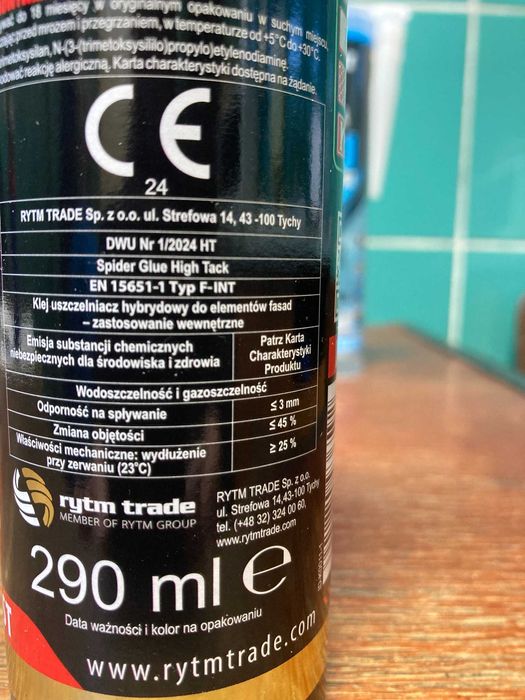 do 18 miesięcy w oryginalnym opakowaniu w suchym miejscu,
przed mrozem i przegrzaniem, w temperaturze od +5°C do +30°C.
N-(3-(trimetoksysililo)propylo)etylenodiaminę.
reakcję alergiczną. Karta charakterystyki dostępna na żądanie.
CE
24
RYTM TRADE Sp. z o.o. ul. Strefowa 14, 43 -100 Tychy
DWU Nr 1/2024 HT
Spider Glue High Tack
EN 15651-1 Typ F-INT
Klej uszczelniacz hybrydowy do elementów fasad
– zastosowanie wewnętrzne
Emisja substancji chemicznych
niebezpiecznych dla środowiska i zdrowia
Patrz Karta
Charakterystyki
Produktu
Wodoszczelność i gazoszczelność
Odporność na spływanie
≤ 3 mm
Zmiana objętości
≤ 45 %
Właściwości mechaniczne: wydłużenie
przy zerwaniu (23°C)
≥ 25 %
rytm trade
MEMBER OF RYTM GROUP
RYTM TRADE Sp. z o.o.
ul. Strefowa 14,43-100 Tychy
tel. (+48 32) 324 00 60,
www.rytmtrade.com
290 ml e
Data ważności i kolor na opakowaniu
www.rytmtrade.com